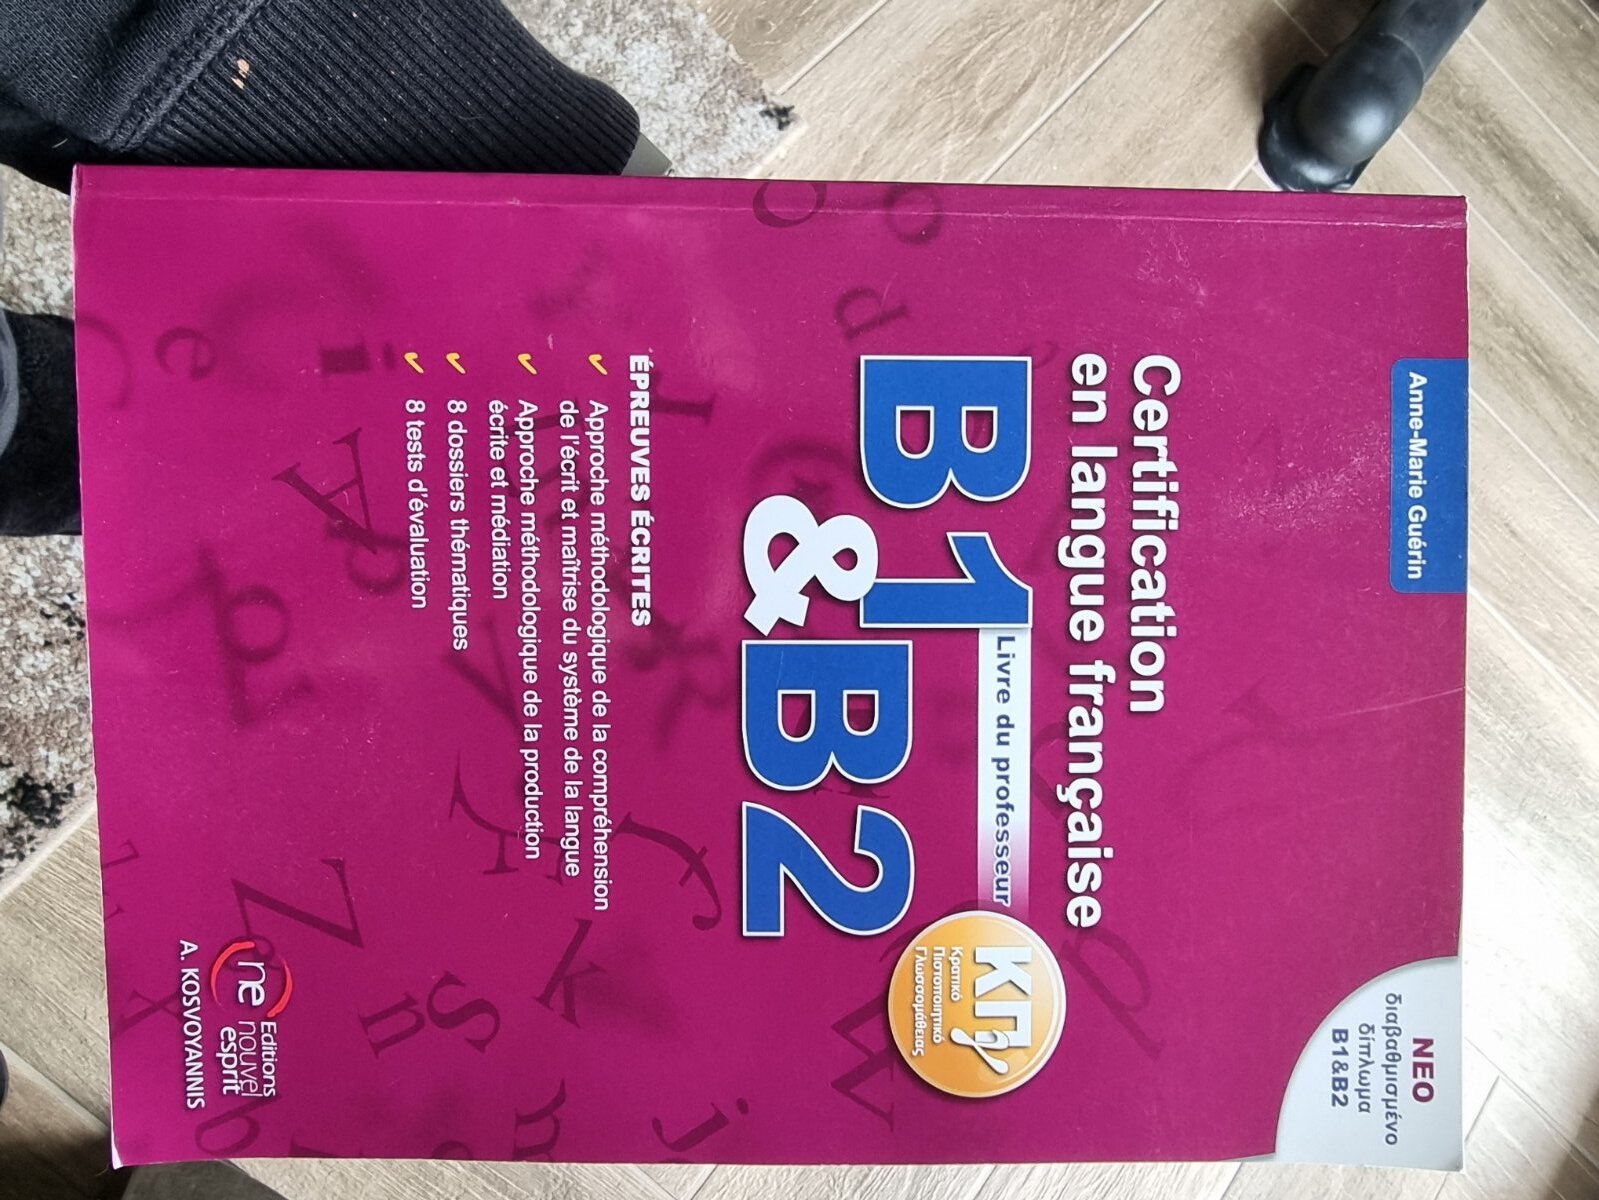 Anne-Marie Guérin
ΝΕΟ
διαβαθμισμένο
δίπλωμα
B1&B2
Certification
en langue française
B1
Livre du professeur
&
B2
ΚΠγ
Κρατικό
Πιστοποιητικό
Γλωσσομάθειας
ÉPREUVES ÉCRITES
✓ Approche méthodologique de la compréhension
de l'écrit et maîtrise du système de la langue
✓ Approche méthodologique de la production
écrite et médiation
✓ 8 dossiers thématiques
✓ 8 tests d'évaluation
ne
Editions
nouvel
esprit
A. KOSVOYANNIS